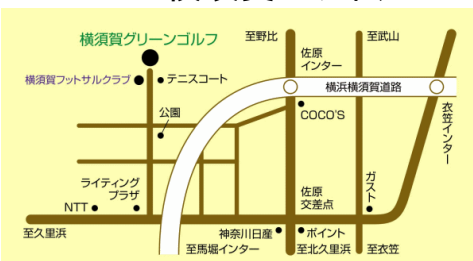 横須賀グリーンゴルフ
至野比
至武山
佐原
インター
横須賀フットサルクラブ
テニスコート
横浜横須賀道路
公園
COCO'S
衣笠インター
ライティング
プラザ
NTT
佐原
交差点
ガスト
至久里浜
神奈川日産
ポイント
至馬堀インター
至北久里浜
至衣笠